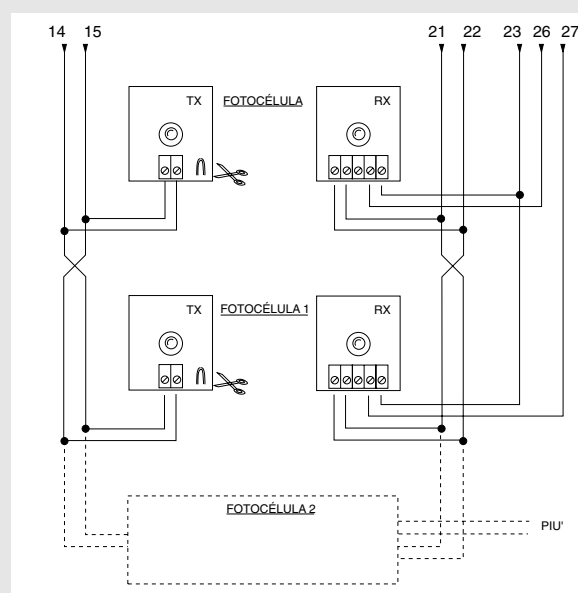 14 15 21 22 23 26 27
TX FOTOCÉLULA RX
TX FOTOCÉLULA 1 RX
FOTOCÉLULA 2
PIU'